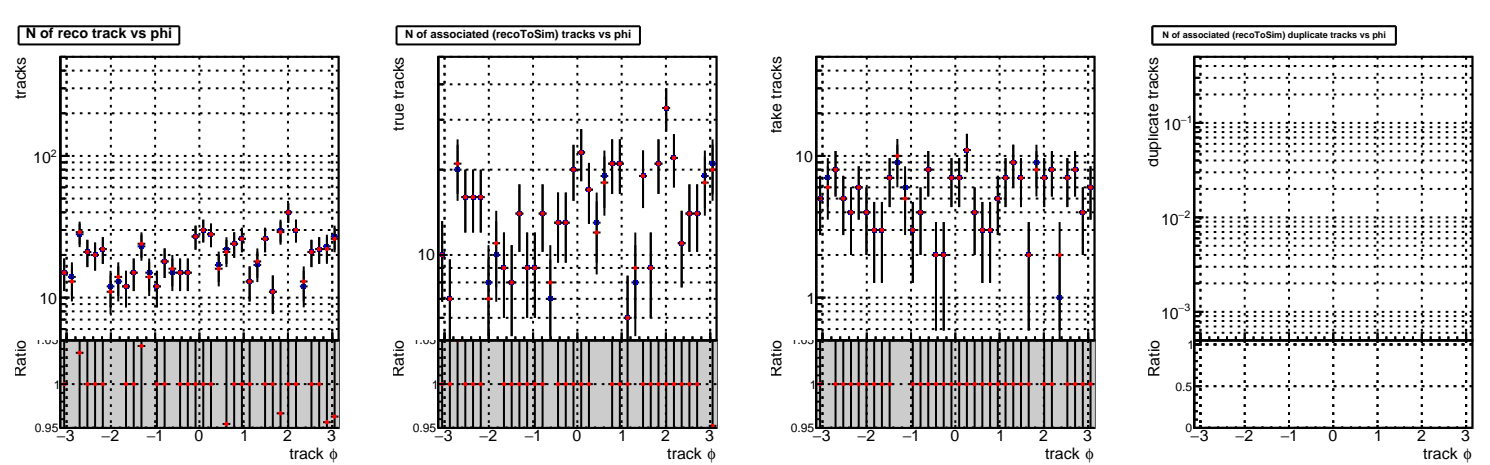 N of reco track vs phi
tracks
10²
10
Ratio
1.05
1
0.95
−3 −2 −1 0 1 2 3
track ϕ
N of associated (recoToSim) tracks vs phi
true tracks
10
Ratio
1.05
1
0.95
−3 −2 −1 0 1 2 3
track ϕ
fake tracks
10
1
Ratio
1.05
1
0.95
−3 −2 −1 0 1 2 3
track ϕ
N of associated (recoToSim) duplicate tracks vs phi
duplicate tracks
10⁻¹
10⁻²
10⁻³
Ratio
1
0.5
0
−3 −2 −1 0 1 2 3
track ϕ